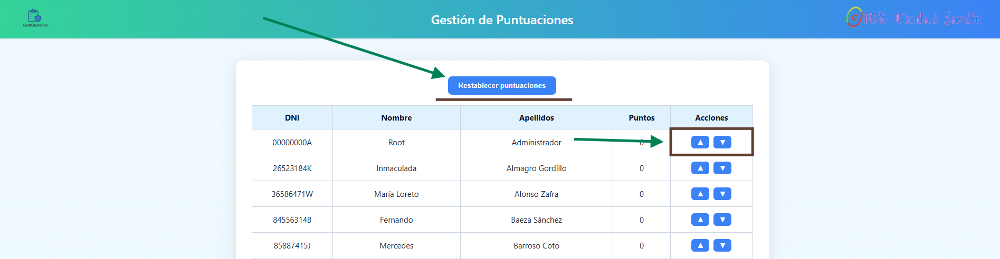 GestGuardias
Gestión de Puntuaciones
iES Ciudad Jardín
Restablecer puntuaciones
DNI Nombre Apellidos Puntos Acciones
00000000A Root Administrador 0 ▲ ▼
26523184K Inmaculada Almagro Gordillo 0 ▲ ▼
36586471W María Loreto Alonso Zafra 0 ▲ ▼
84556314B Fernando Baeza Sánchez 0 ▲ ▼
85887415J Mercedes Barroso Coto 0 ▲ ▼